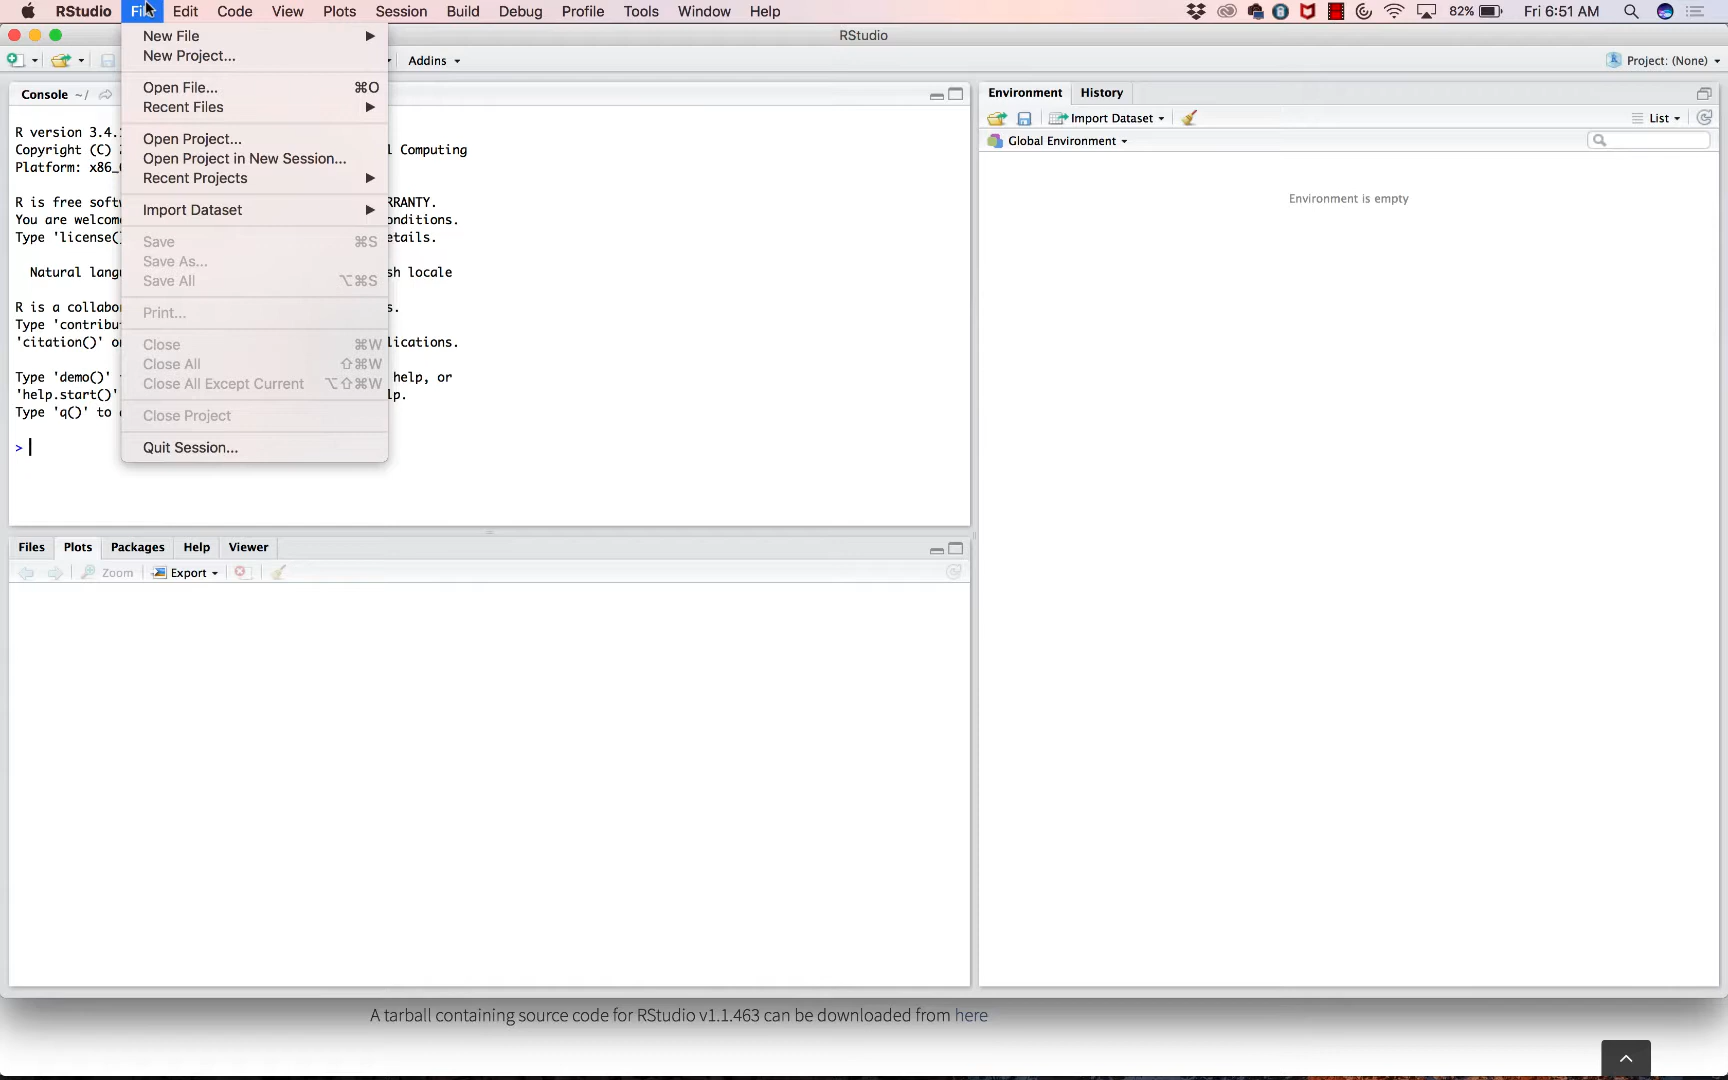 RStudio File Edit Code View Plots Session Build Debug Profile Tools Window Help 82% Fri 6:51 AM
RStudio
Addins Project: (None)
New File
New Project...
Open File... ⌘O
Recent Files
Open Project...
Open Project in New Session...
Recent Projects
Import Dataset
Save ⌘S
Save As...
Save All ⌥⌘S
Print...
Close ⌘W
Close All ⇧⌘W
Close All Except Current ⌥⇧⌘W
Close Project
Quit Session...
Console ~/
R version 3.4.
Copyright (C) l Computing
Platform: x86_
R is free softw RRANTY.
You are welcom onditions.
Type 'license( etails.
Natural lang sh locale
R is a collabo s.
Type 'contribu
'citation()' o lications.
Type 'demo()' help, or
'help.start()' lp.
Type 'q()' to
>
Environment History
Import Dataset List
Global Environment
Environment is empty
Files Plots Packages Help Viewer
Zoom Export
A tarball containing source code for RStudio v1.1.463 can be downloaded from here